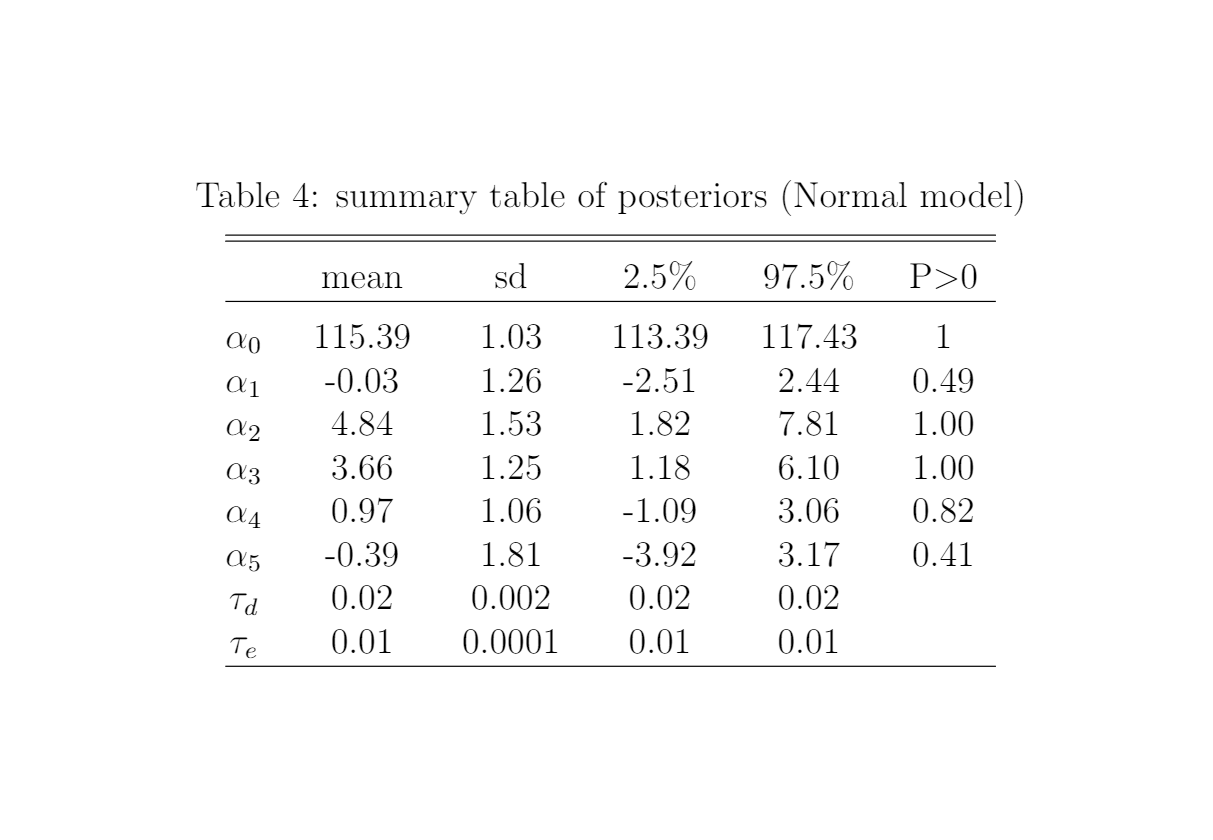 Table 4: summary table of posteriors (Normal model)
mean sd 2.5% 97.5% P>0
α0 115.39 1.03 113.39 117.43 1
α1 -0.03 1.26 -2.51 2.44 0.49
α2 4.84 1.53 1.82 7.81 1.00
α3 3.66 1.25 1.18 6.10 1.00
α4 0.97 1.06 -1.09 3.06 0.82
α5 -0.39 1.81 -3.92 3.17 0.41
τd 0.02 0.002 0.02 0.02
τe 0.01 0.0001 0.01 0.01